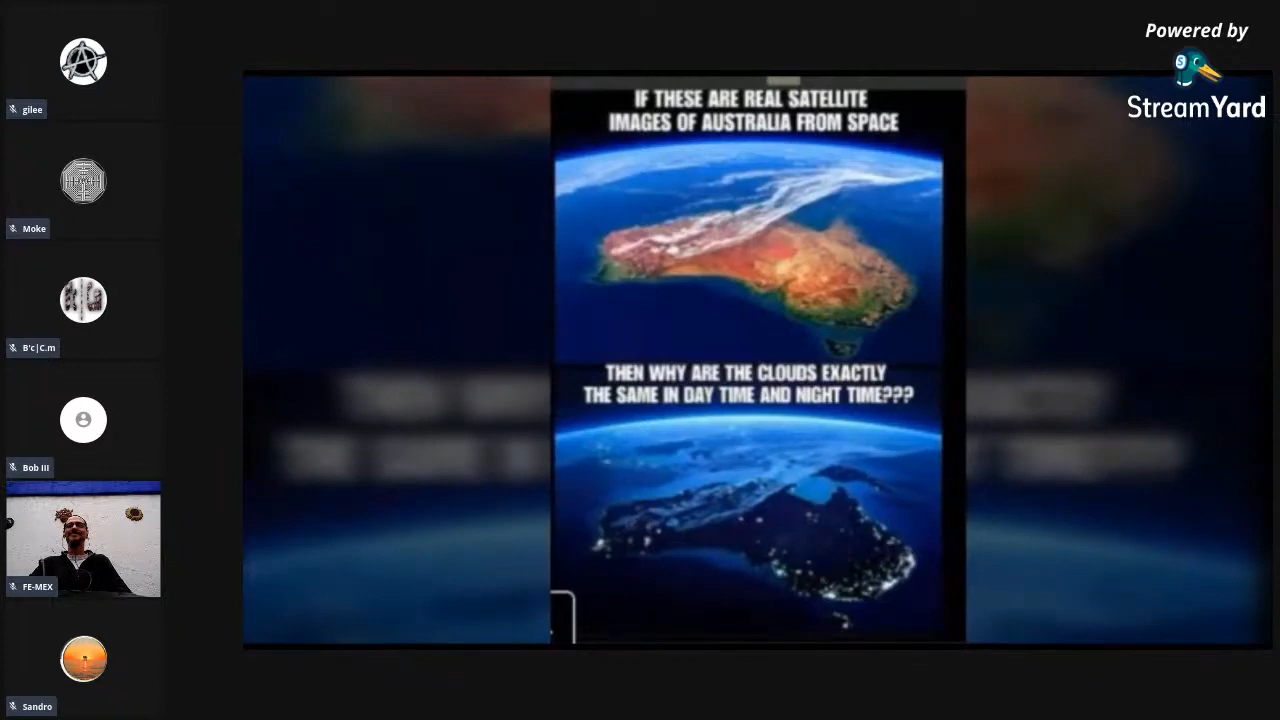 Powered by
StreamYard
gilee
Moke
B'c|C.m
Bob III
FE-MEX
Sandro
IF THESE ARE REAL SATELLITE
IMAGES OF AUSTRALIA FROM SPACE
THEN WHY ARE THE CLOUDS EXACTLY
THE SAME IN DAY TIME AND NIGHT TIME???